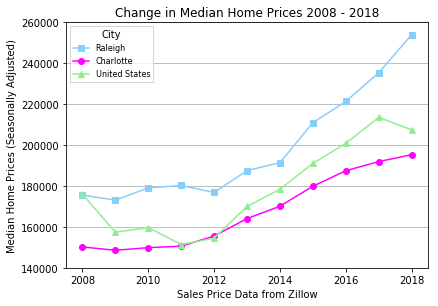 Change in Median Home Prices 2008 - 2018
Median Home Prices (Seasonally Adjusted)
260000
240000
220000
200000
180000
160000
140000
City
Raleigh
Charlotte
United States
2008 2010 2012 2014 2016 2018
Sales Price Data from Zillow